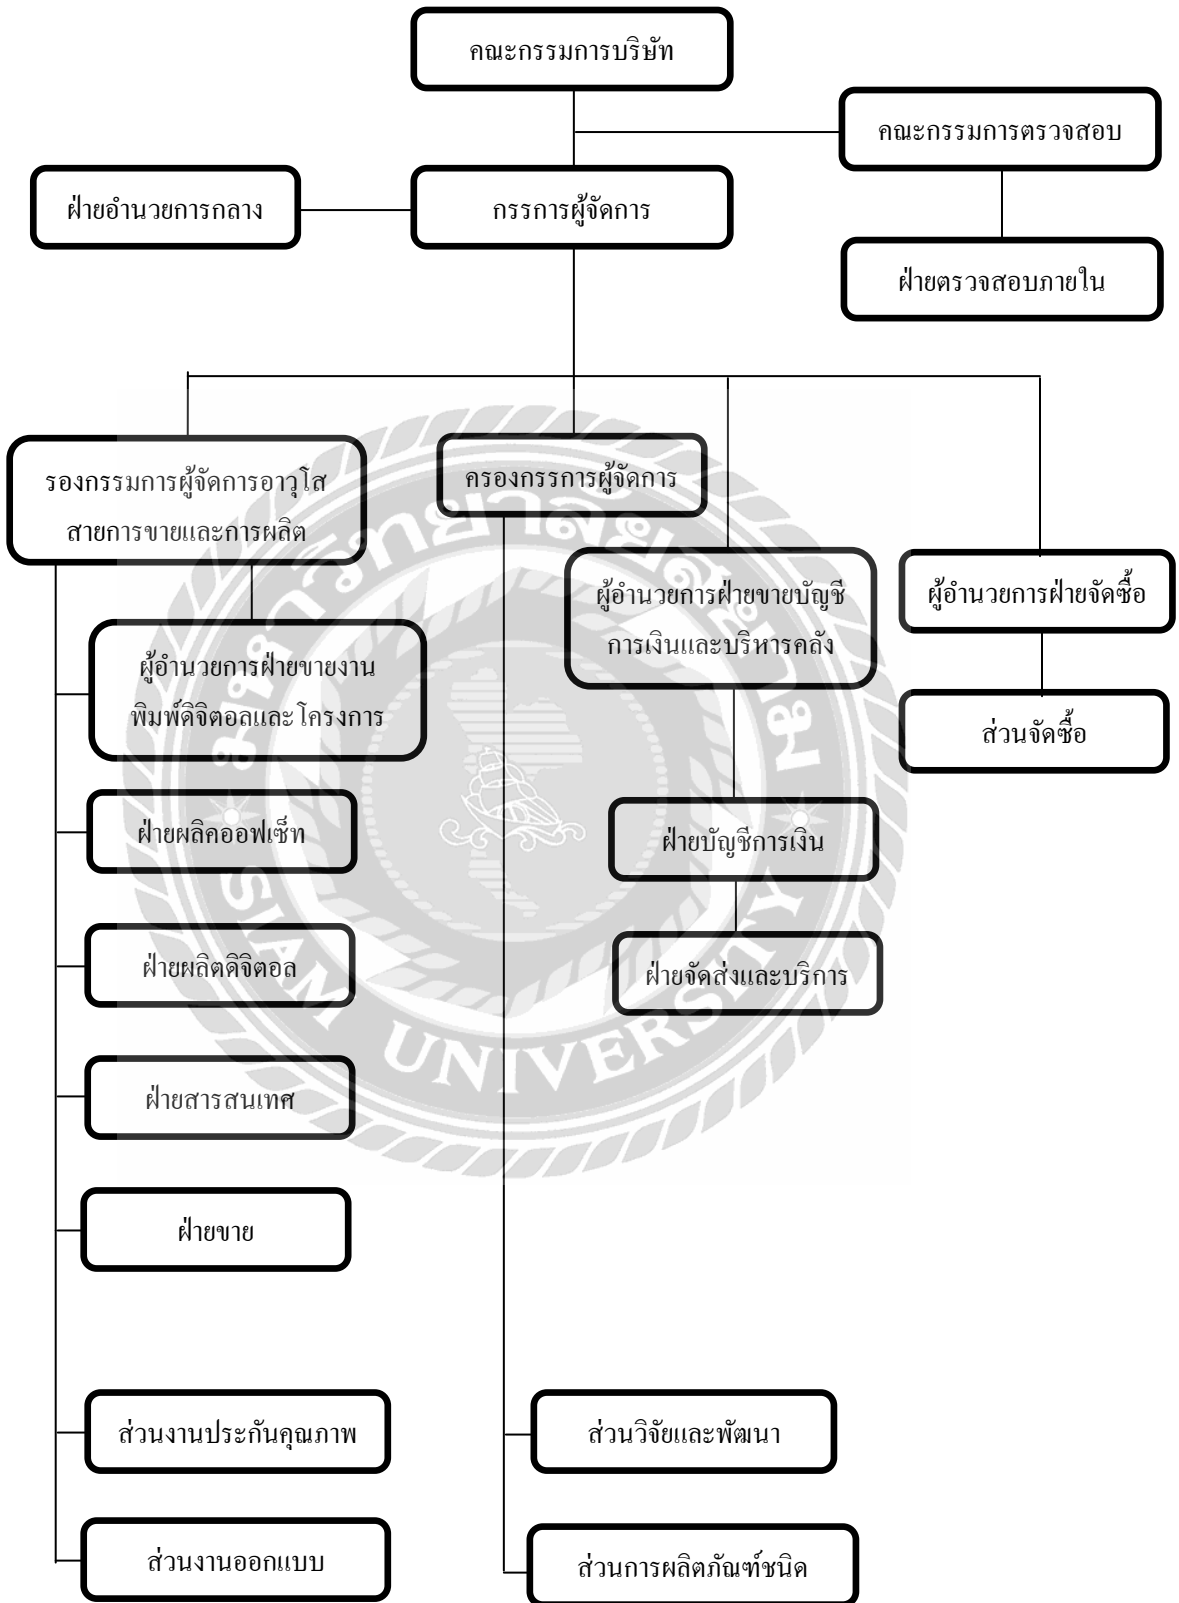 คณะกรรมการบริษัท
คณะกรรมการตรวจสอบ
ฝ่ายอำนวยการกลาง
กรรการผู้จัดการ
ฝ่ายตรวจสอบภายใน
รองกรรมการผู้จัดการอาวุโส
สายการขายและการผลิต
ครองกรรการผู้จัดการ
ผู้อำนวยการฝ่ายขายบัญชี
การเงินและบริหารคลัง
ผู้อำนวยการฝ่ายจัดซื้อ
ผู้อำนวยการฝ่ายขายงาน
พิมพ์ดิจิตอลและโครงการ
ส่วนจัดซื้อ
ฝ่ายผลิคออฟเซ็ท
ฝ่ายบัญชีการเงิน
ฝ่ายผลิตดิจิตอล
ฝ่ายจัดส่งและบริการ
ฝ่ายสารสนเทศ
ฝ่ายขาย
ส่วนงานประกันคุณภาพ
ส่วนวิจัยและพัฒนา
ส่วนงานออกแบบ
ส่วนการผลิตภัณฑ์ชนิด
มหาวิทยาลัยสยาม
SIAM UNIVERSITY